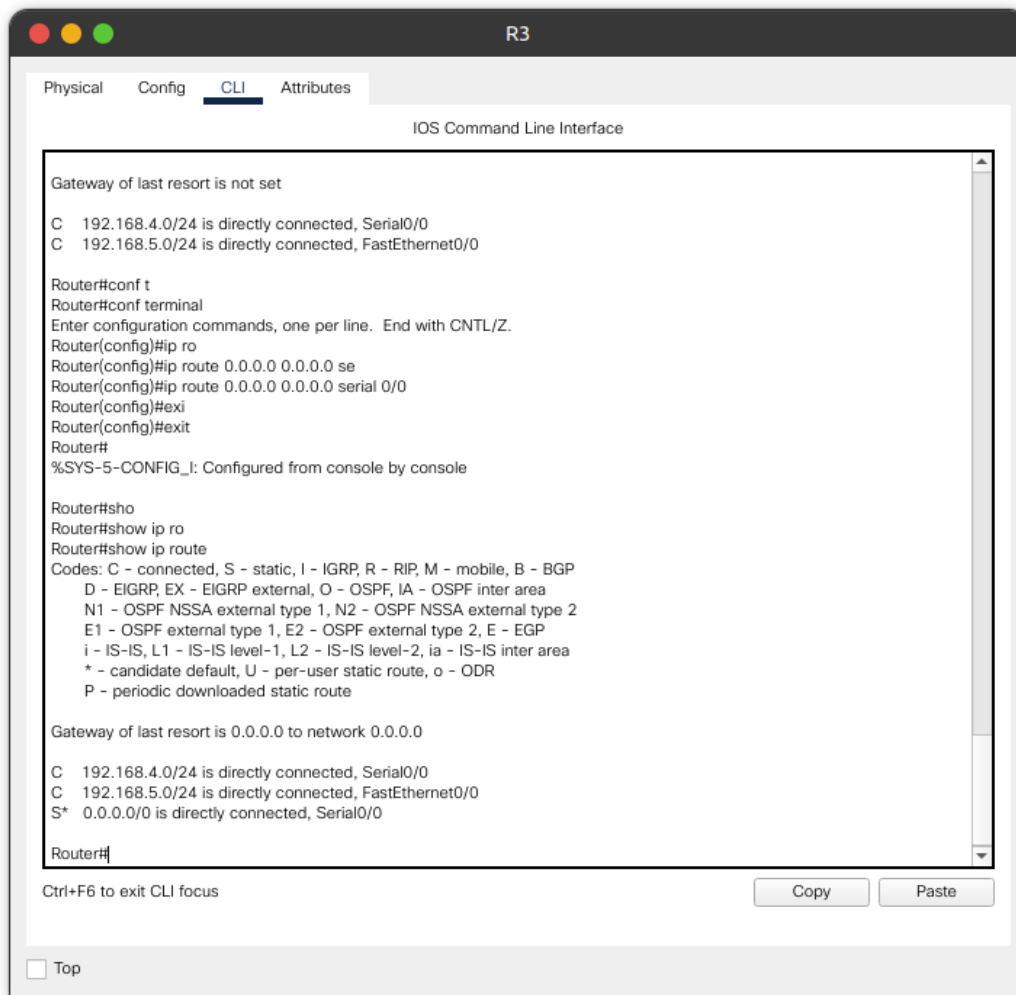 R3
Physical Config CLI Attributes
IOS Command Line Interface
Gateway of last resort is not set
C 192.168.4.0/24 is directly connected, Serial0/0
C 192.168.5.0/24 is directly connected, FastEthernet0/0
Router#conf t
Router#conf terminal
Enter configuration commands, one per line. End with CNTL/Z.
Router(config)#ip ro
Router(config)#ip route 0.0.0.0 0.0.0.0 se
Router(config)#ip route 0.0.0.0 0.0.0.0 serial 0/0
Router(config)#exi
Router(config)#exit
Router#
%SYS-5-CONFIG_I: Configured from console by console
Router#sho
Router#show ip ro
Router#show ip route
Codes: C - connected, S - static, I - IGRP, R - RIP, M - mobile, B - BGP
D - EIGRP, EX - EIGRP external, O - OSPF, IA - OSPF inter area
N1 - OSPF NSSA external type 1, N2 - OSPF NSSA external type 2
E1 - OSPF external type 1, E2 - OSPF external type 2, E - EGP
i - IS-IS, L1 - IS-IS level-1, L2 - IS-IS level-2, ia - IS-IS inter area
* - candidate default, U - per-user static route, o - ODR
P - periodic downloaded static route
Gateway of last resort is 0.0.0.0 to network 0.0.0.0
C 192.168.4.0/24 is directly connected, Serial0/0
C 192.168.5.0/24 is directly connected, FastEthernet0/0
S* 0.0.0.0/0 is directly connected, Serial0/0
Router#
Ctrl+F6 to exit CLI focus Copy Paste
Top